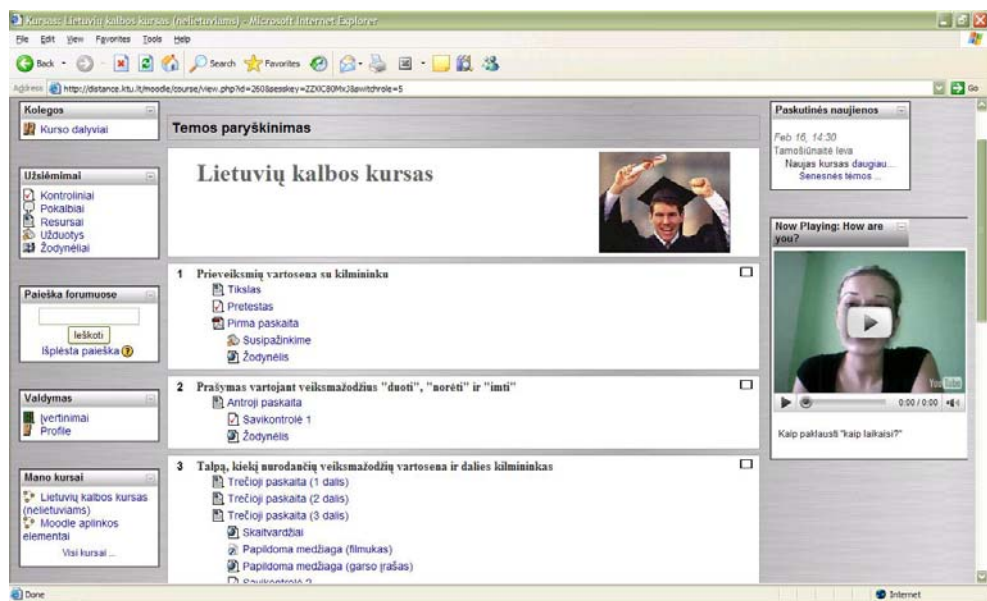 Kursas: Lietuvių kalbos kursas (nelietuviams) - Microsoft Internet Explorer
File Edit View Favorites Tools Help
Back Search Favorites
Address http://distance.ktu.lt/moodle/course/view.php?id=260&sesskey=ZZXlC80MxJ&switchrole=5 Go
Kolegos
Kurso dalyviai
Užsiėmimai
Kontroliniai
Pokalbiai
Resursai
Užduotys
Žodynėliai
Paieška forumuose
Ieškoti
Išplėsta paieška
Valdymas
Įvertinimai
Profile
Mano kursai
Lietuvių kalbos kursas
(nelietuviams)
Moodle aplinkos
elementai
Visi kursai ...
Temos paryškinimas
Lietuvių kalbos kursas
1 Prieveiksmių vartosena su kilmininku
Tikslas
Pretestas
Pirma paskaita
Susipažinkime
Žodynėlis
2 Prašymas vartojant veiksmažodžius "duoti", "norėti" ir "imti"
Antroji paskaita
Savikontrolė 1
Žodynėlis
3 Talpą, kiekį nurodančių veiksmažodžių vartosena ir dalies kilmininkas
Trečioji paskaita (1 dalis)
Trečioji paskaita (2 dalis)
Trečioji paskaita (3 dalis)
Skaitvardžiai
Papildoma medžiaga (filmukas)
Papildoma medžiaga (garso įrašas)
Savikontrolė 2
Paskutinės naujienos
Feb 16, 14:30
Tamošiūnaitė Ieva
Naujas kursas daugiau...
Senesnės temos ...
Now Playing: How are
you?
YouTube
0:00 / 0:00
Kaip paklausti "kaip laikaisi?"
Done Internet